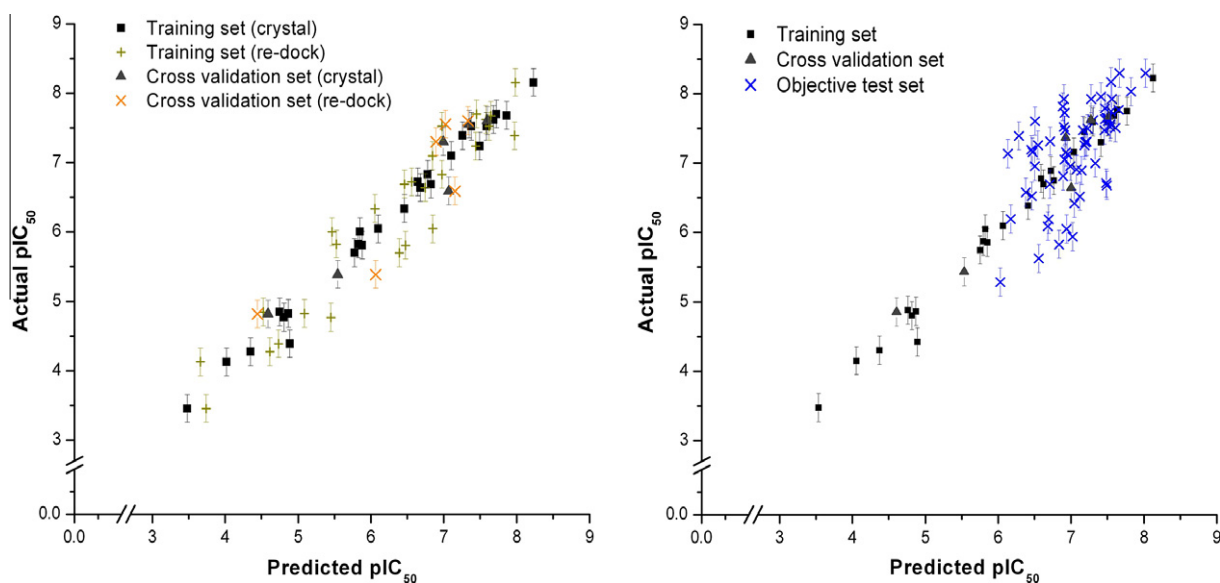 Training set (crystal)
Training set (re-dock)
Cross validation set (crystal)
Cross validation set (re-dock)
Actual pIC50
9
8
7
6
5
4
3
0.0
0.0
3
4
5
6
7
8
9
Predicted pIC50
Training set
Cross validation set
Objective test set
Actual pIC50
9
8
7
6
5
4
3
0.0
0.0
3
4
5
6
7
8
9
Predicted pIC50